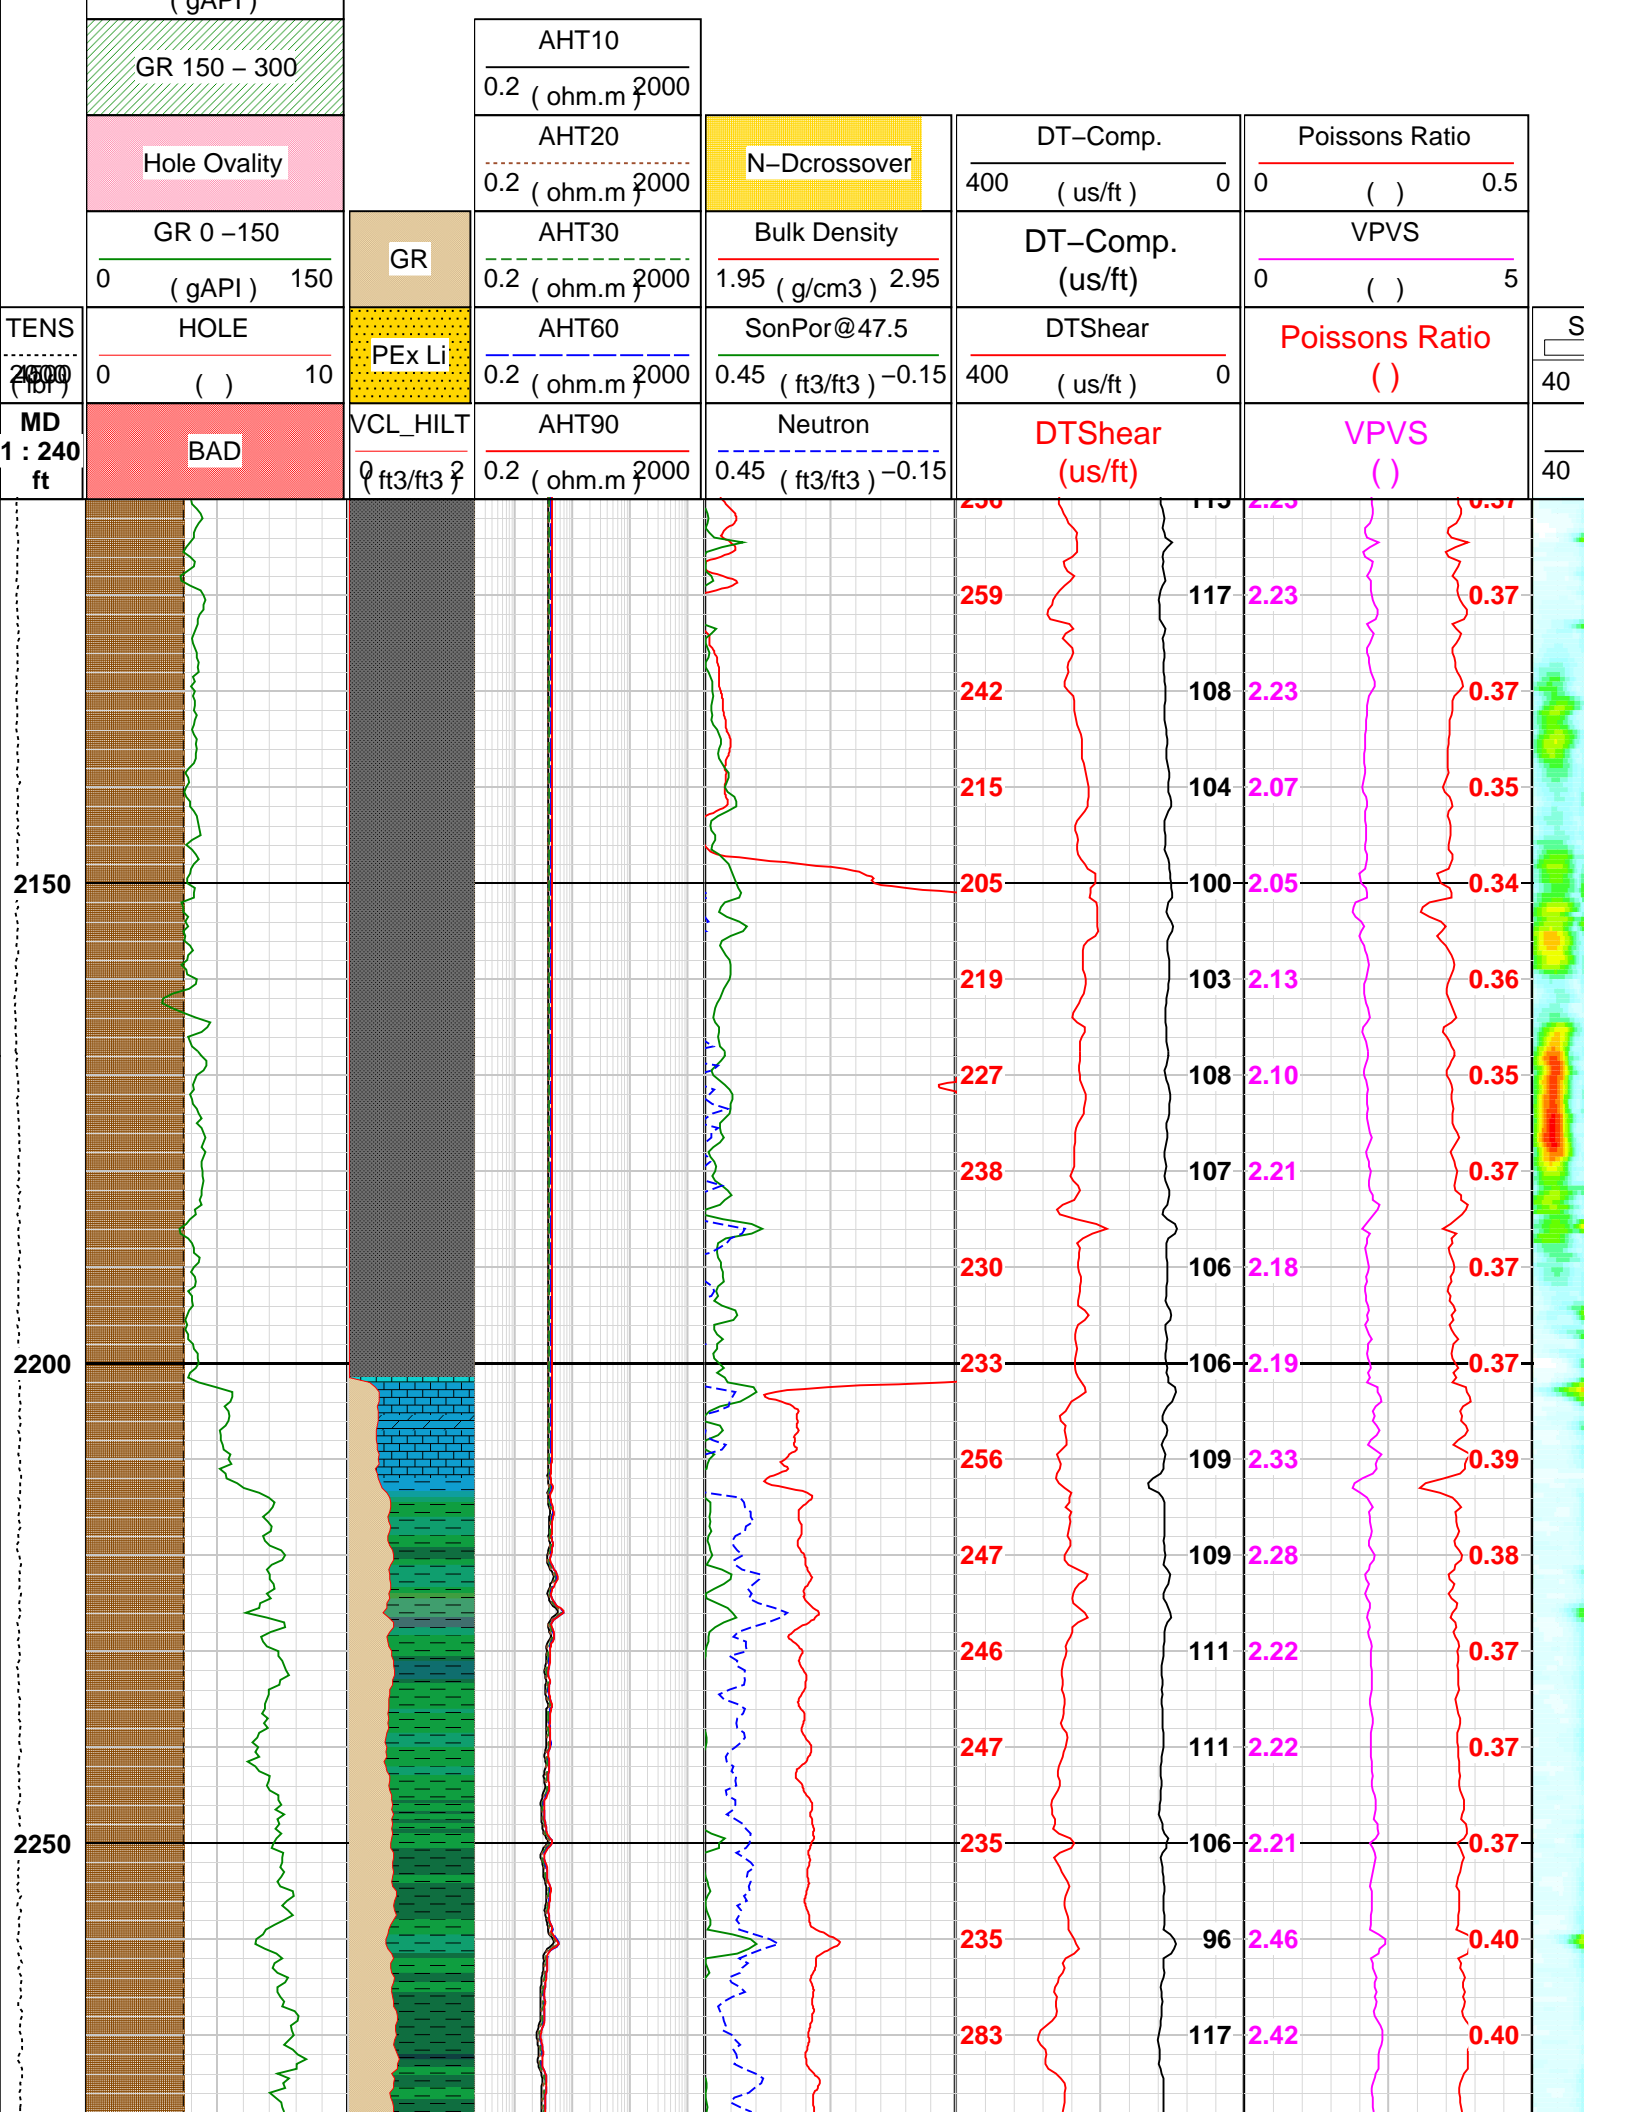 ( gAPI )
GR 150 – 300
Hole Ovality
GR 0 –150
0 ( gAPI ) 150
HOLE
0 ( ) 10
BAD
TENS
MD
1 : 240
ft
GR
PEx Li
VCL_HILT
0 ( ft3/ft3 ) 2
AHT10
0.2 ( ohm.m ) 2000
AHT20
0.2 ( ohm.m ) 2000
AHT30
0.2 ( ohm.m ) 2000
AHT60
0.2 ( ohm.m ) 2000
AHT90
0.2 ( ohm.m ) 2000
N–Dcrossover
Bulk Density
1.95 ( g/cm3 ) 2.95
SonPor@47.5
0.45 ( ft3/ft3 ) –0.15
Neutron
0.45 ( ft3/ft3 ) –0.15
DT–Comp.
400 ( us/ft ) 0
DT–Comp.
(us/ft)
DTShear
400 ( us/ft ) 0
DTShear
(us/ft)
Poissons Ratio
0 ( ) 0.5
VPVS
0 ( ) 5
Poissons Ratio
( )
VPVS
( )
S
40
40
256 113 2.23 0.37
259 117 2.23 0.37
242 108 2.23 0.37
215 104 2.07 0.35
2150 205 100 2.05 0.34
219 103 2.13 0.36
227 108 2.10 0.35
238 107 2.21 0.37
230 106 2.18 0.37
2200 233 106 2.19 0.37
256 109 2.33 0.39
247 109 2.28 0.38
246 111 2.22 0.37
247 111 2.22 0.37
2250 235 106 2.21 0.37
235 96 2.46 0.40
283 117 2.42 0.40